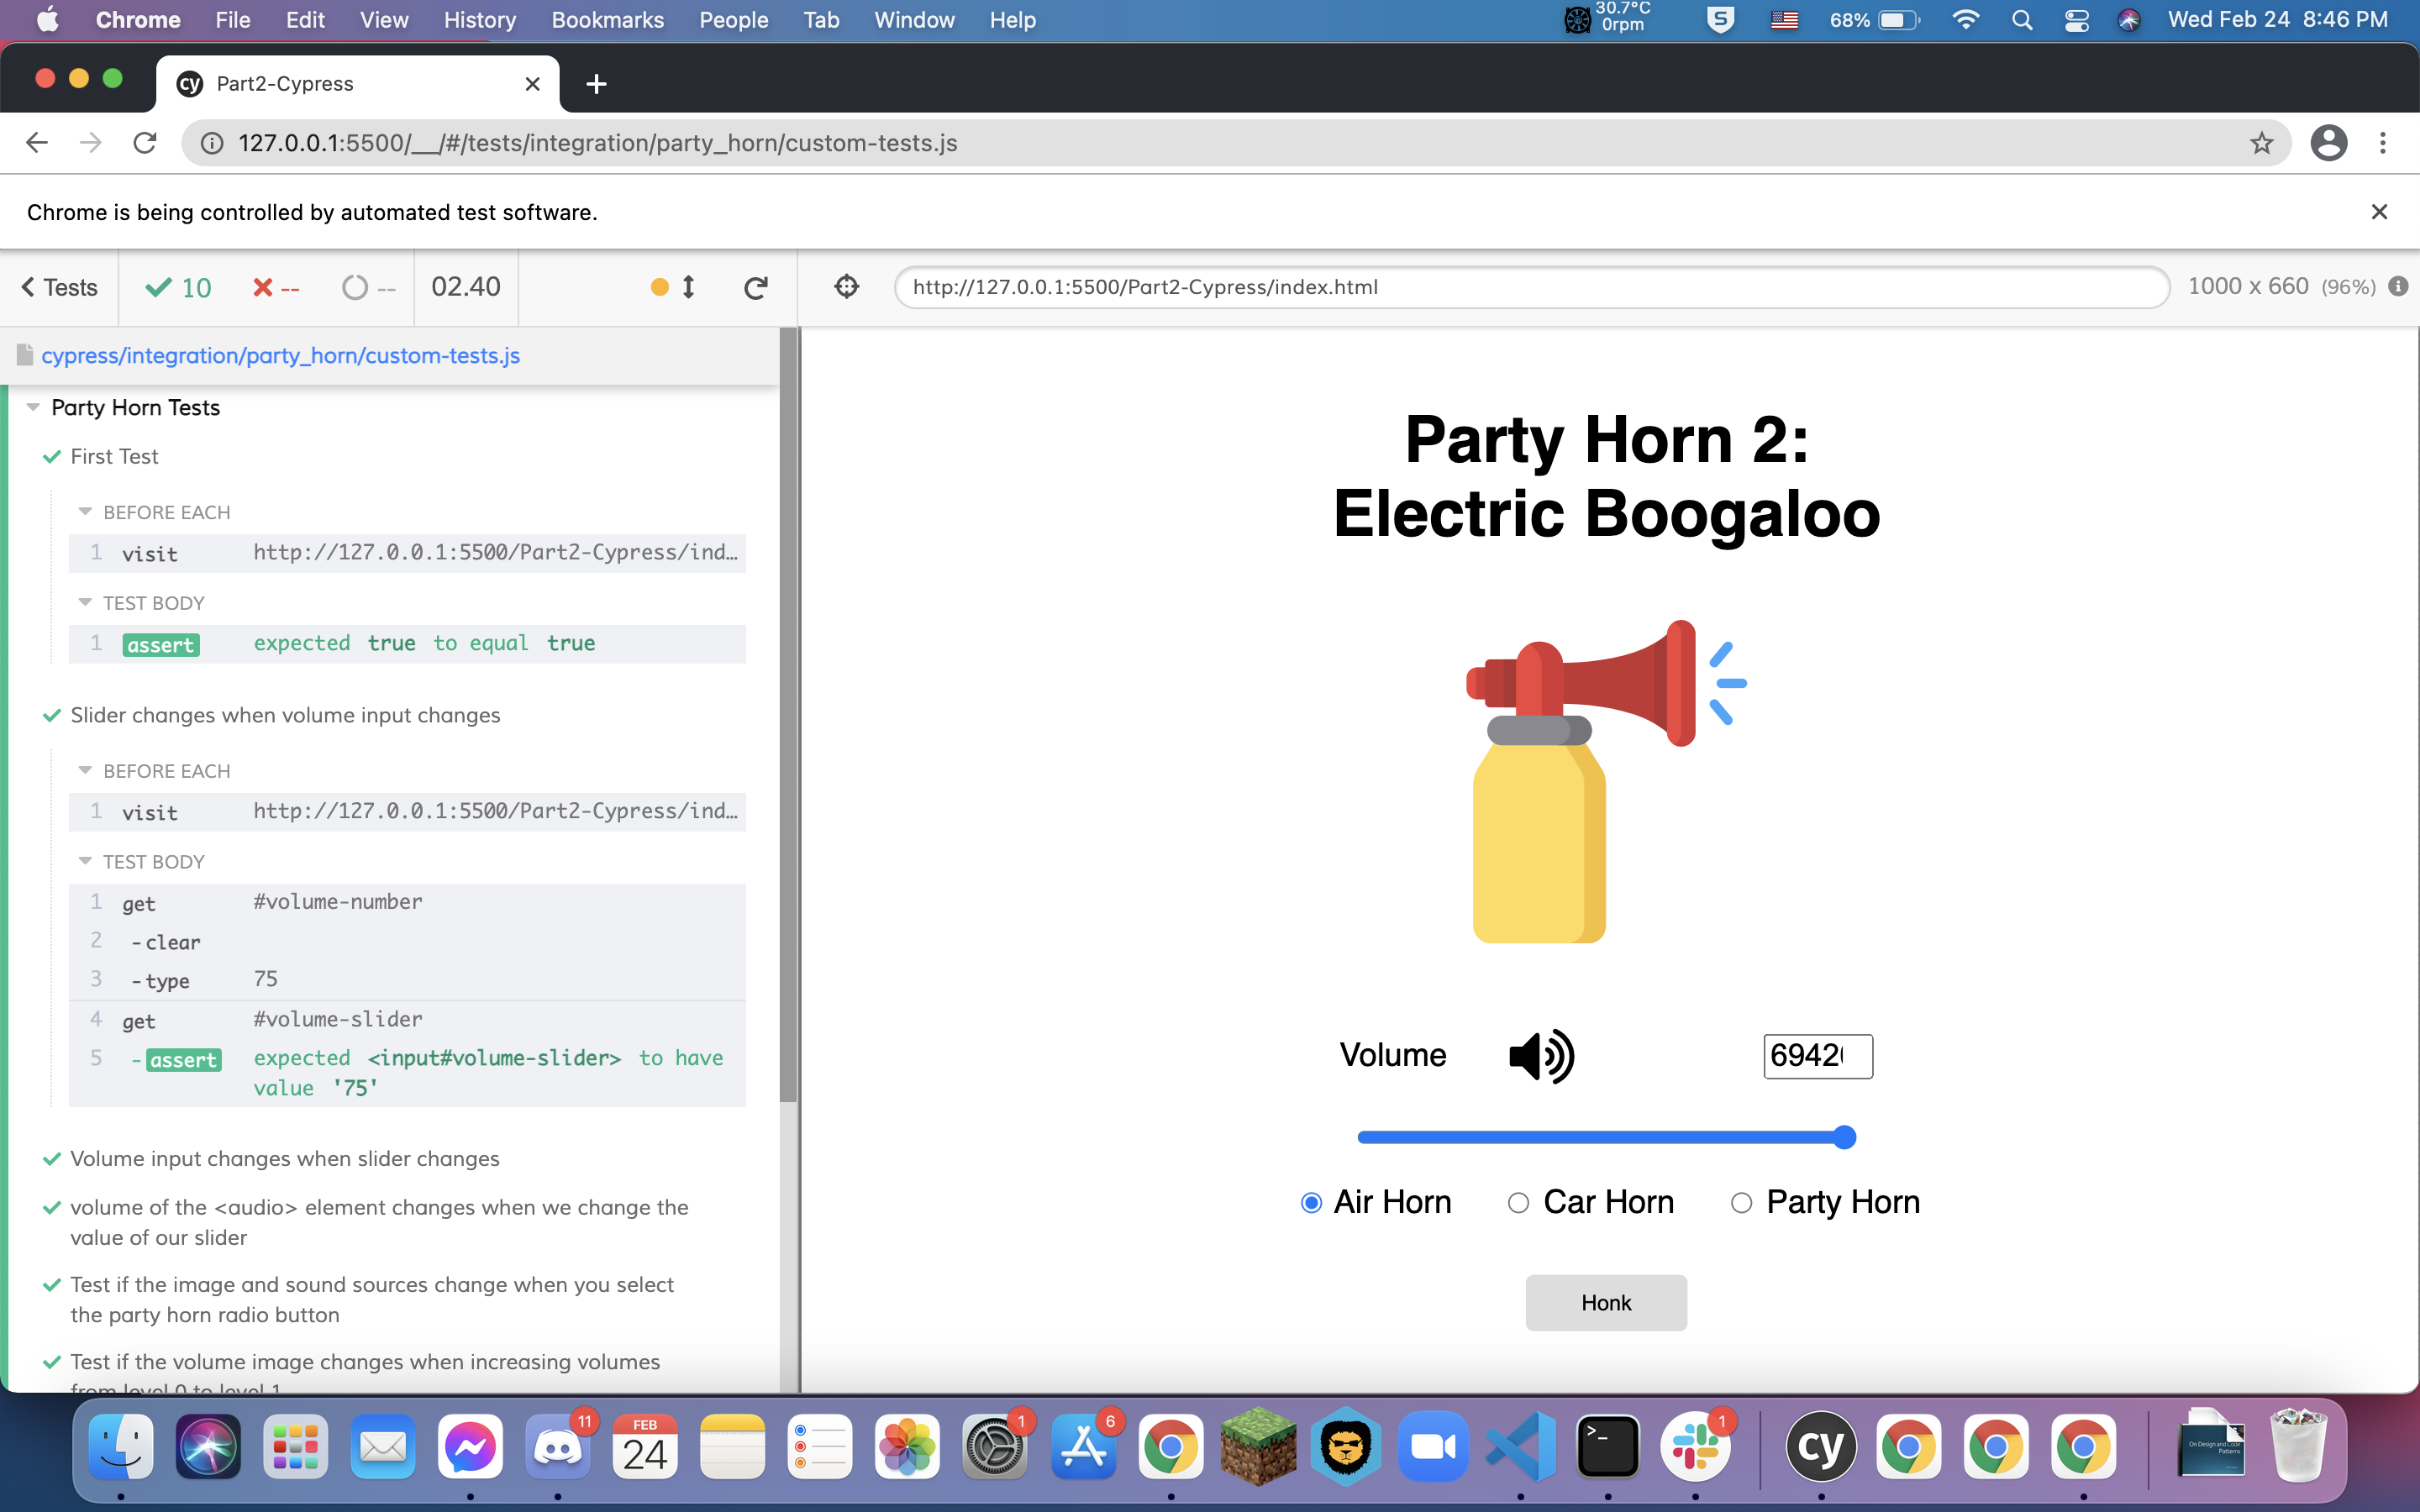 Chrome File Edit View History Bookmarks People Tab Window Help 30.7°C 0rpm S 68% Wed Feb 24 8:46 PM
cy Part2-Cypress
127.0.0.1:5500/__/#/tests/integration/party_horn/custom-tests.js
Chrome is being controlled by automated test software.
Tests 10 -- -- 02.40 http://127.0.0.1:5500/Part2-Cypress/index.html 1000 x 660 (96%)
cypress/integration/party_horn/custom-tests.js
Party Horn Tests
First Test
BEFORE EACH
1 visit http://127.0.0.1:5500/Part2-Cypress/ind...
TEST BODY
1 assert expected true to equal true
Slider changes when volume input changes
BEFORE EACH
1 visit http://127.0.0.1:5500/Part2-Cypress/ind...
TEST BODY
1 get #volume-number
2 -clear
3 -type 75
4 get #volume-slider
5 -assert expected <input#volume-slider> to have
value '75'
Volume input changes when slider changes
volume of the <audio> element changes when we change the
value of our slider
Test if the image and sound sources change when you select
the party horn radio button
Test if the volume image changes when increasing volumes
from level 0 to level 1
Party Horn 2:
Electric Boogaloo
Volume 6942
Air Horn Car Horn Party Horn
Honk
11 FEB 24 1 6 >_ 1 cy On Design and Code Patterns